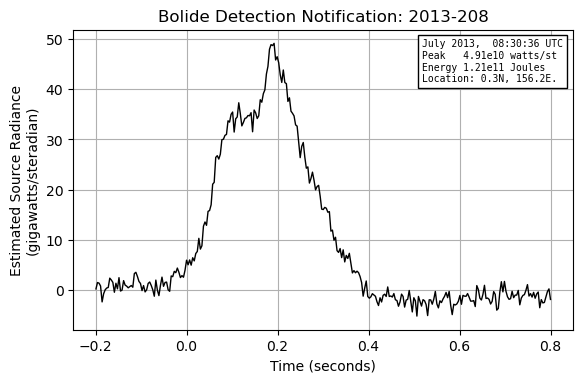 Bolide Detection Notification: 2013-208
July 2013,  08:30:36 UTC
Peak   4.91e10 watts/st
Energy 1.21e11 Joules
Location: 0.3N, 156.2E.
Estimated Source Radiance
(gigawatts/steradian)
50
40
30
20
10
0
−0.2
0.0
0.2
0.4
0.6
0.8
Time (seconds)